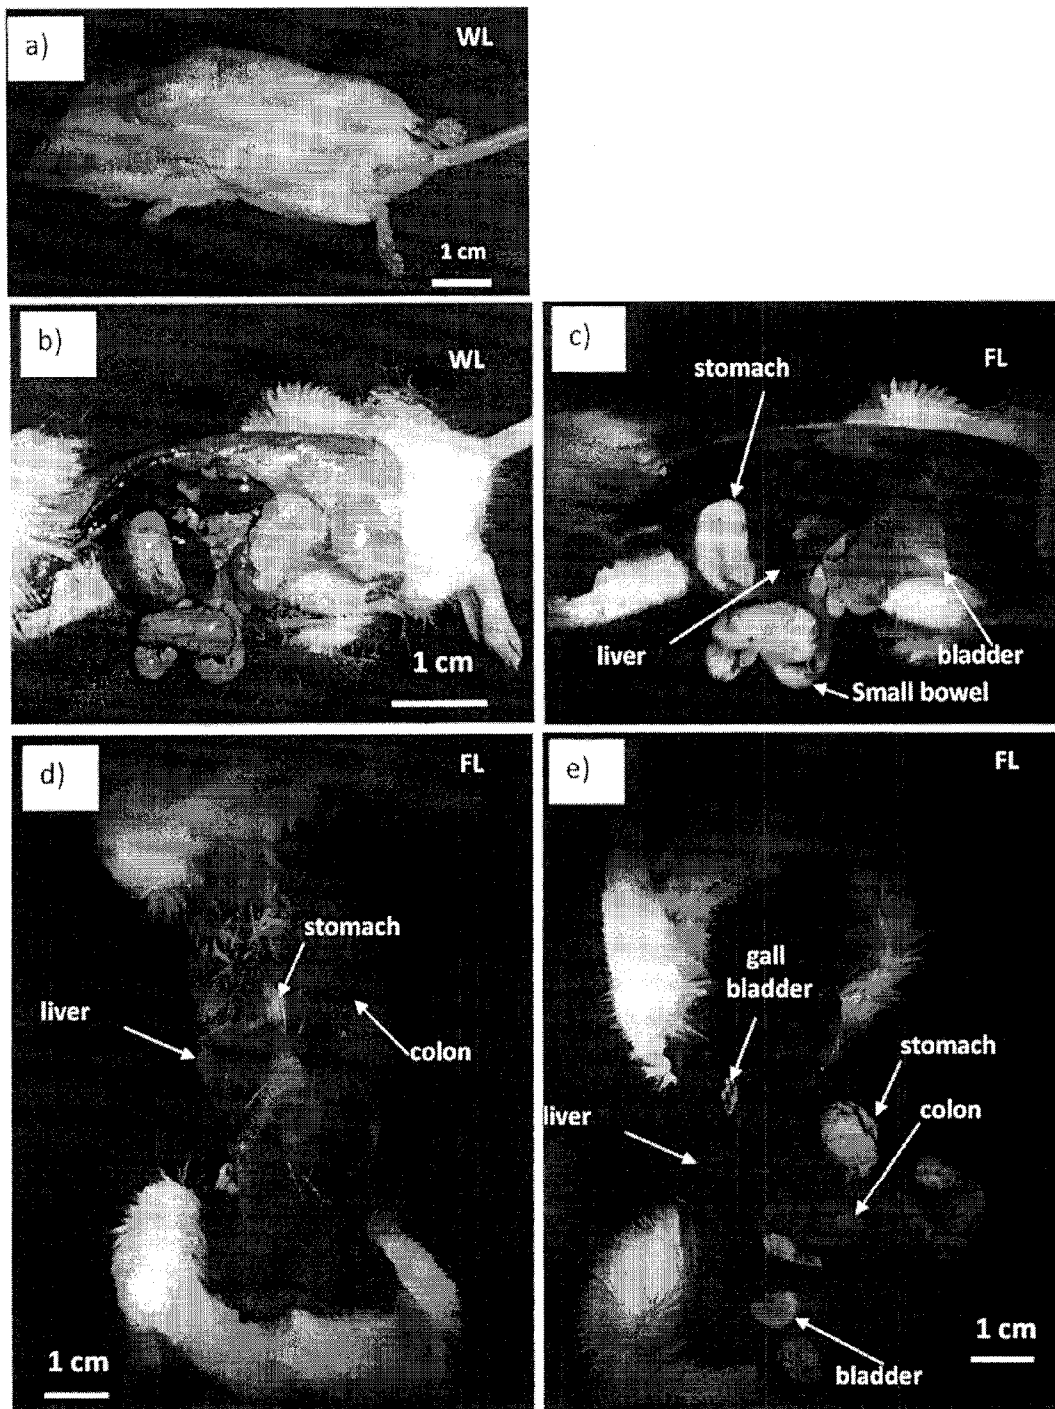 a)
WL
1 cm
b)
WL
1 cm
c)
FL
stomach
liver
bladder
Small bowel
d)
FL
stomach
liver
colon
1 cm
e)
FL
gall
bladder
stomach
colon
liver
1 cm
bladder